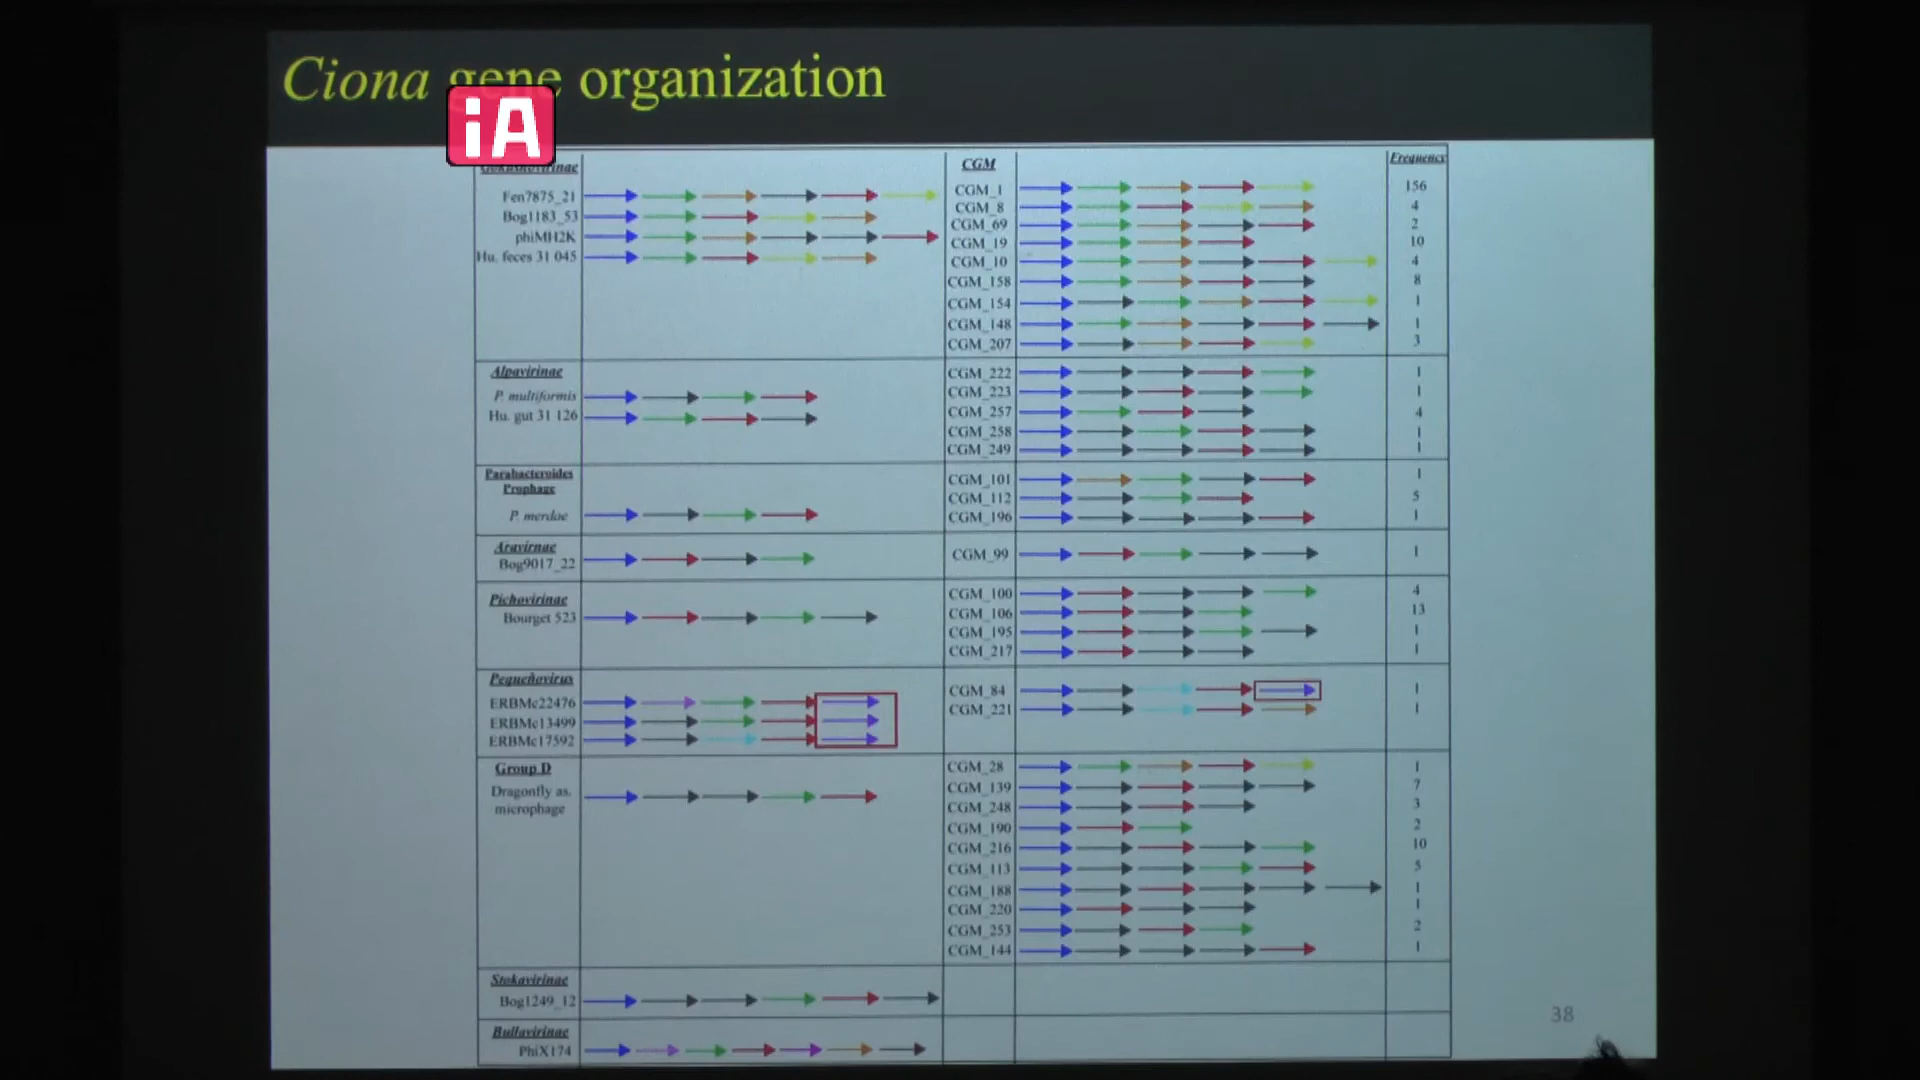 Ciona gene organization
iA
Gokushovirinae
CGM
Frequency
Fen7875_21
Bog1183_53
phiMH2K
Hu. feces 31 045
CGM_1 156
CGM_8 4
CGM_69 2
CGM_19 10
CGM_10 4
CGM_158 8
CGM_154 1
CGM_148 1
CGM_207 3
Alpavirinae
P. multiformis
Hu. gut 31 126
CGM_222 1
CGM_223 1
CGM_257 4
CGM_258 1
CGM_249 1
Parabacteroides
Prophage
P. merdae
CGM_101 1
CGM_112 5
CGM_196 1
Aravirnae
Bog9017_22
CGM_99 1
Pichovirinae
Bourget 523
CGM_100 4
CGM_106 13
CGM_195 1
CGM_217 1
Pequeñovirus
ERBMc22476
ERBMc13499
ERBMc17592
CGM_84 1
CGM_221 1
Group D
Dragonfly as.
microphage
CGM_28 1
CGM_139 7
CGM_248 3
CGM_190 2
CGM_216 10
CGM_113 5
CGM_188 1
CGM_220 1
CGM_253 2
CGM_144 1
Stokavirinae
Bog1249_12
Bullavirinae
PhiX174
38